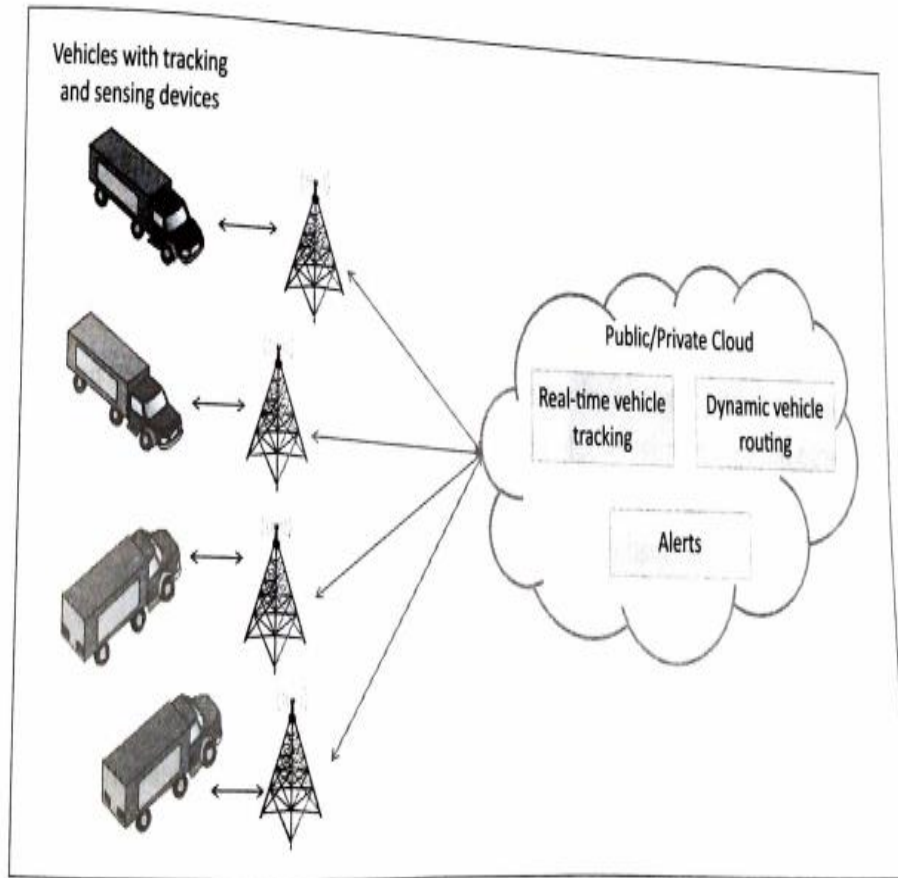 Vehicles with tracking
and sensing devices
Public/Private Cloud
Real-time vehicle
tracking
Dynamic vehicle
routing
Alerts